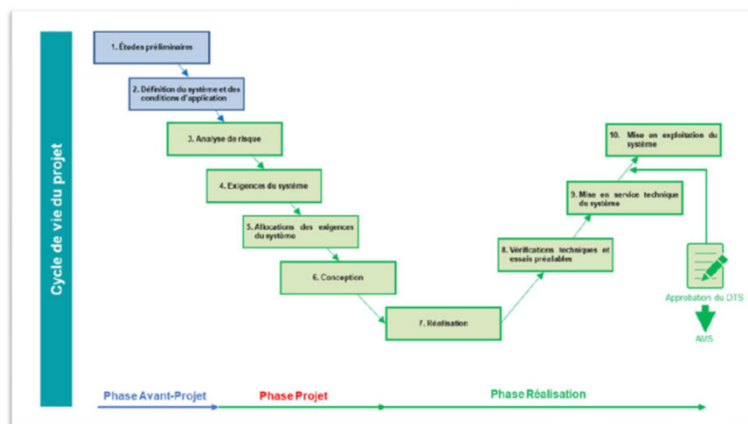 Cycle de vie du projet
1. Études préliminaires
2. Définition du système et des
conditions d'application
3. Analyse de risque
4. Exigences du système
5. Allocations des exigences
du système
6. Conception
7. Réalisation
8. Vérifications techniques et
essais préalables
9. Mise en service technique
du système
10. Mise en exploitation du
système
Approbation du DTS
AMS
Phase Avant-Projet
Phase Projet
Phase Réalisation